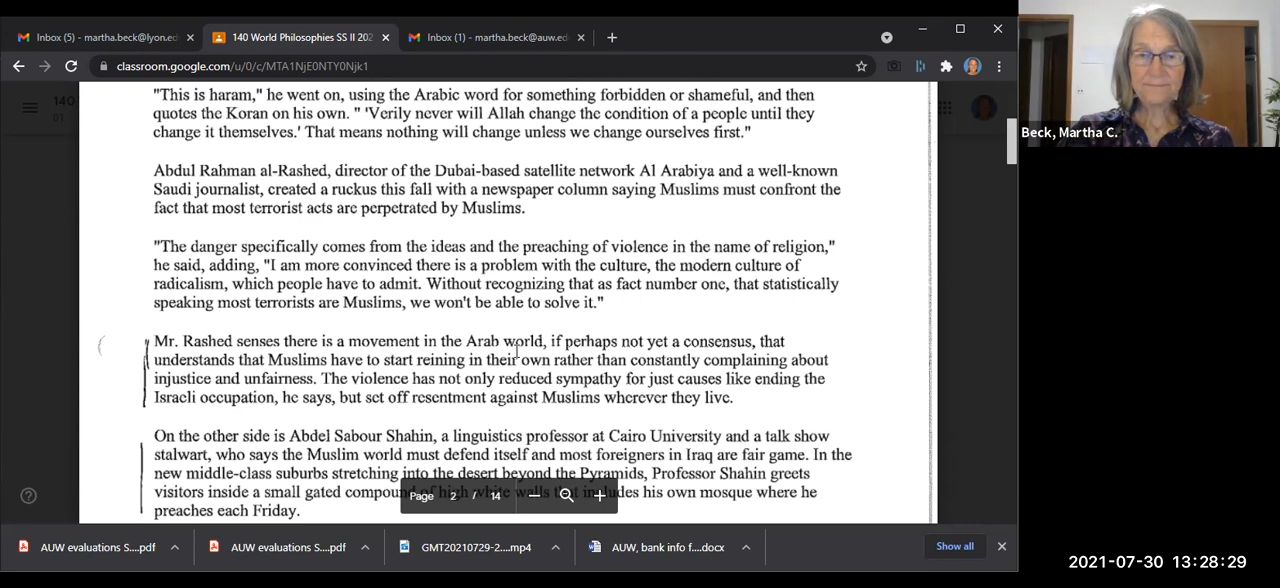 Inbox (5) - martha.beck@lyon.ed
140 World Philosophies SS II 202
Inbox (1) - martha.beck@auw.ed
classroom.google.com/u/0/c/MTA1NjE0NTY0Njk1
140
01
"This is haram," he went on, using the Arabic word for something forbidden or shameful, and then
quotes the Koran on his own. " 'Verily never will Allah change the condition of a people until they
change it themselves.' That means nothing will change unless we change ourselves first."
Abdul Rahman al-Rashed, director of the Dubai-based satellite network Al Arabiya and a well-known
Saudi journalist, created a ruckus this fall with a newspaper column saying Muslims must confront the
fact that most terrorist acts are perpetrated by Muslims.
"The danger specifically comes from the ideas and the preaching of violence in the name of religion,"
he said, adding, "I am more convinced there is a problem with the culture, the modern culture of
radicalism, which people have to admit. Without recognizing that as fact number one, that statistically
speaking most terrorists are Muslims, we won't be able to solve it."
Mr. Rashed senses there is a movement in the Arab world, if perhaps not yet a consensus, that
understands that Muslims have to start reining in their own rather than constantly complaining about
injustice and unfairness. The violence has not only reduced sympathy for just causes like ending the
Israeli occupation, he says, but set off resentment against Muslims wherever they live.
On the other side is Abdel Sabour Shahin, a linguistics professor at Cairo University and a talk show
stalwart, who says the Muslim world must defend itself and most foreigners in Iraq are fair game. In the
new middle-class suburbs stretching into the desert beyond the Pyramids, Professor Shahin greets
visitors inside a small gated compound of high white walls that includes his own mosque where he
preaches each Friday.
Page 2 / 14
AUW evaluations S....pdf
AUW evaluations S....pdf
GMT20210729-2....mp4
AUW, bank info f....docx
Show all
Beck, Martha C.
2021-07-30 13:28:29